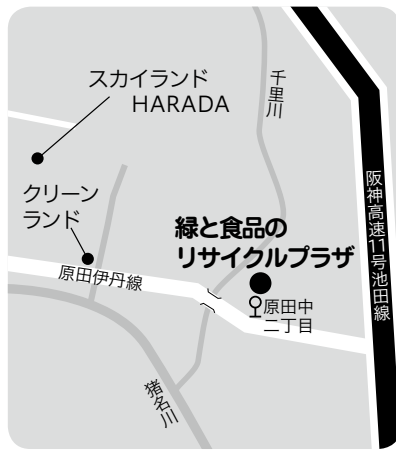 スカイランド
HARADA
千里川
阪神高速11号池田線
クリーン
ランド
緑と食品の
リサイクルプラザ
原田伊丹線
原田中
二丁目
猪名川